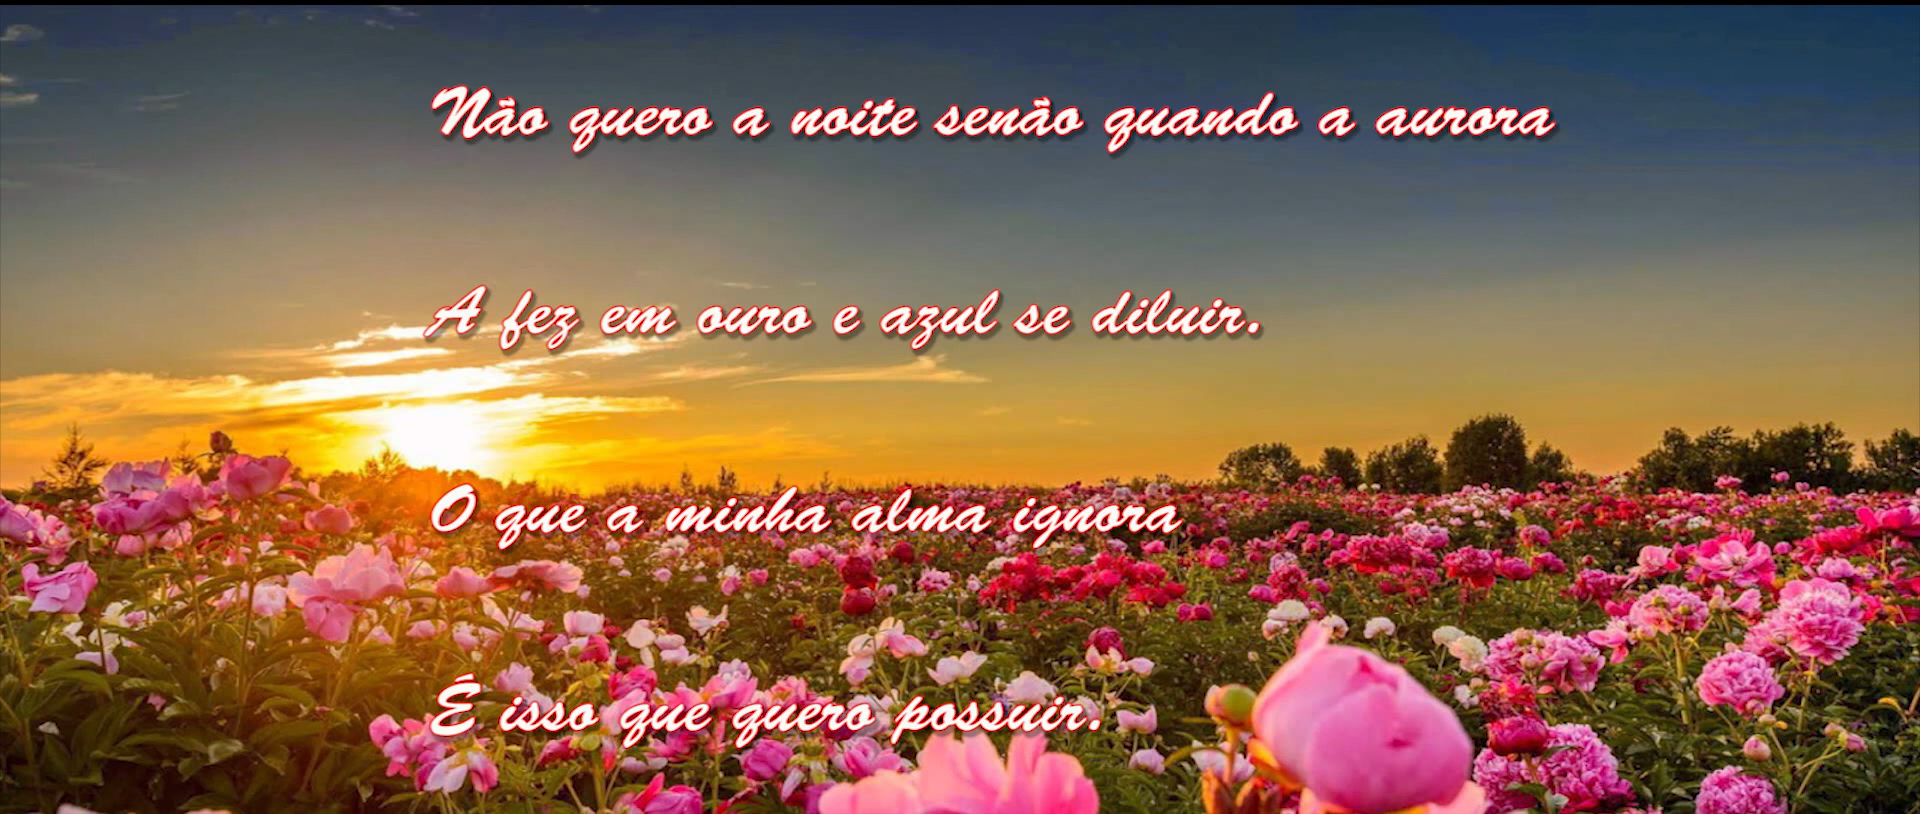 Não quero a noite senão quando a aurora
A fez em ouro e azul se diluir.
O que a minha alma ignora
É isso que quero possuir.